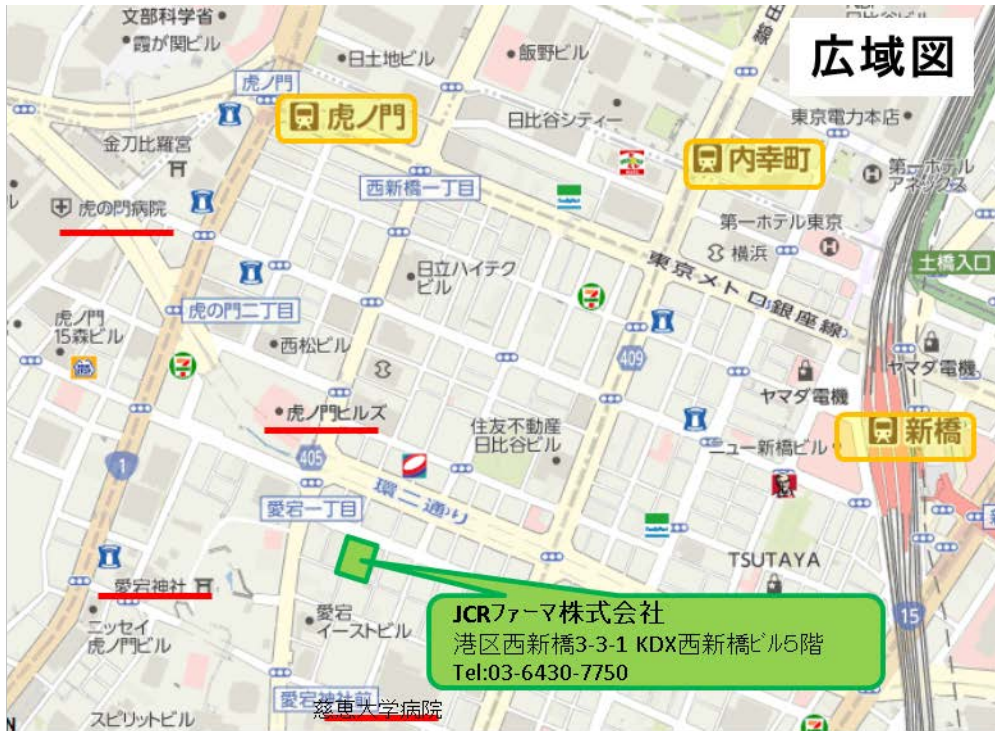 文部科学省
霞が関ビル
日土地ビル
飯野ビル
日比谷ビル
広域図
虎ノ門
虎ノ門
日比谷シティー
東京電力本店
金刀比羅宮
西新橋一丁目
内幸町
第一ホテル
アネックス
虎の門病院
第一ホテル東京
横浜
土橋入口
日立ハイテク
ビル
東京メトロ銀座線
虎の門二丁目
虎ノ門
15森ビル
西松ビル
409
ヤマダ電機
ヤマダ電機
虎ノ門ヒルズ
住友不動産
日比谷ビル
ニュー新橋ビル
新橋
1
405
環二通り
愛宕一丁目
TSUTAYA
愛宕神社
JCRファーマ株式会社
港区西新橋3-3-1 KDX西新橋ビル5階
Tel:03-6430-7750
15
ニッセイ
虎ノ門ビル
愛宕
イーストビル
愛宕神社前
慈恵大学病院
スピリットビル